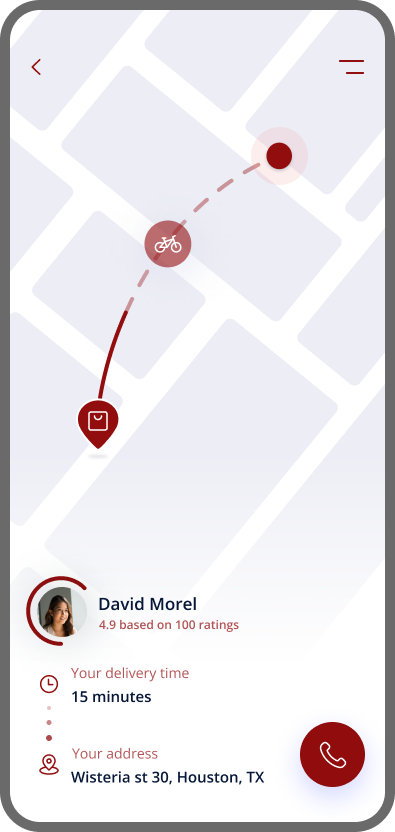 David Morel
4.9 based on 100 ratings
Your delivery time
15 minutes
Your address
Wisteria st 30, Houston, TX